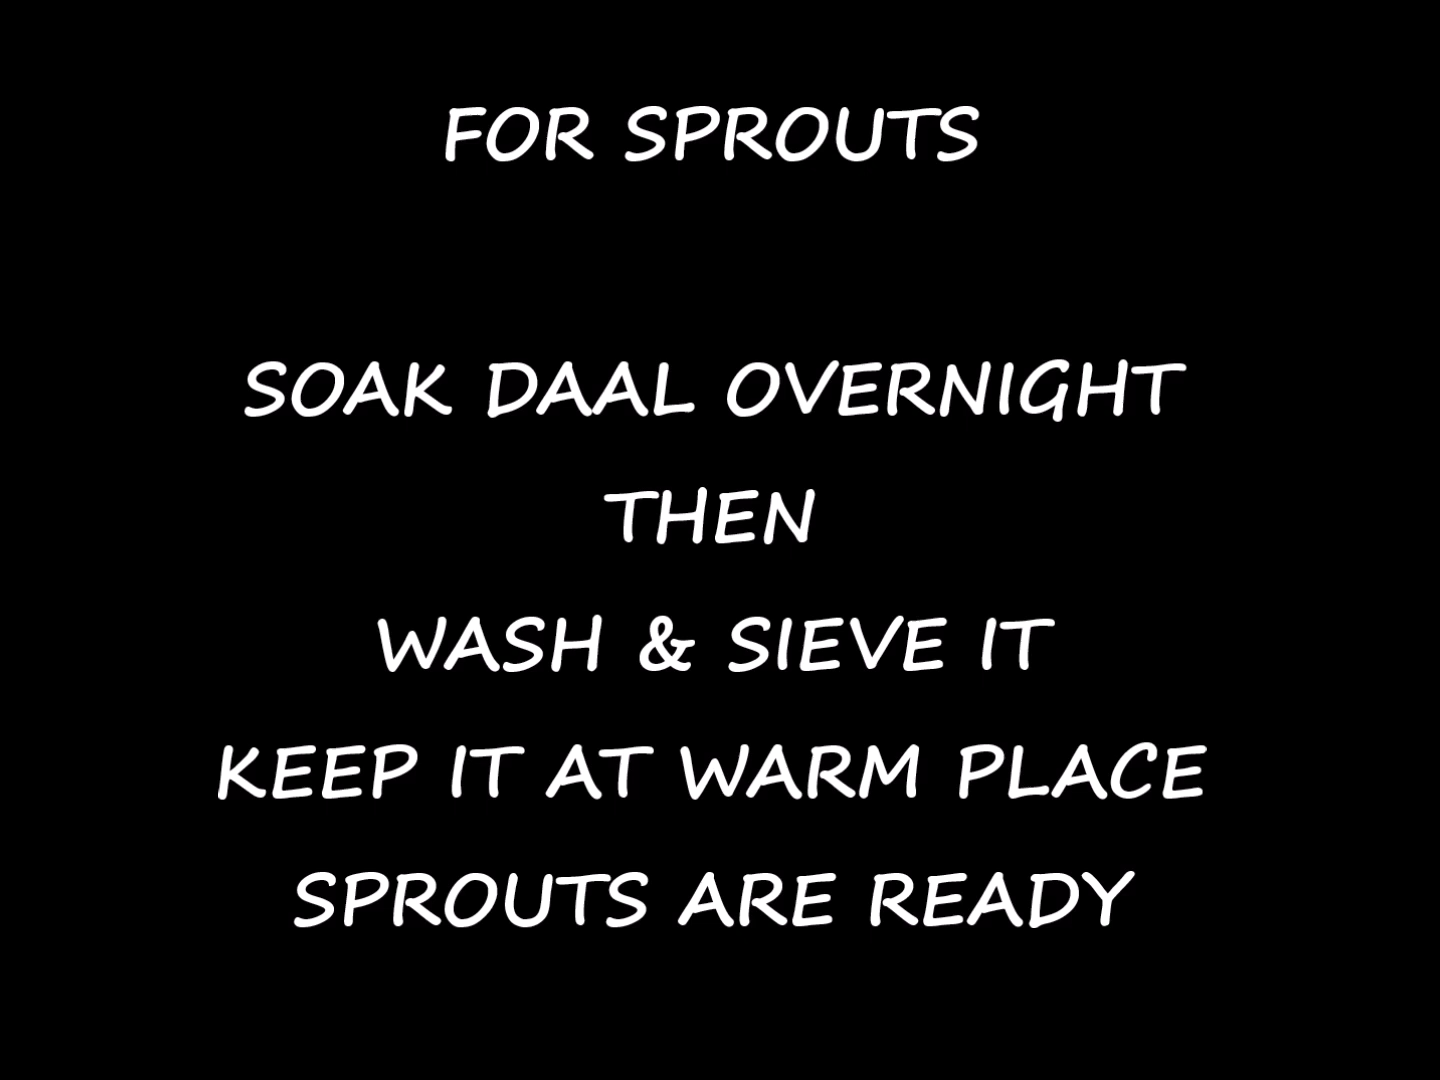 FOR SPROUTS
SOAK DAAL OVERNIGHT
THEN
WASH & SIEVE IT
KEEP IT AT WARM PLACE
SPROUTS ARE READY